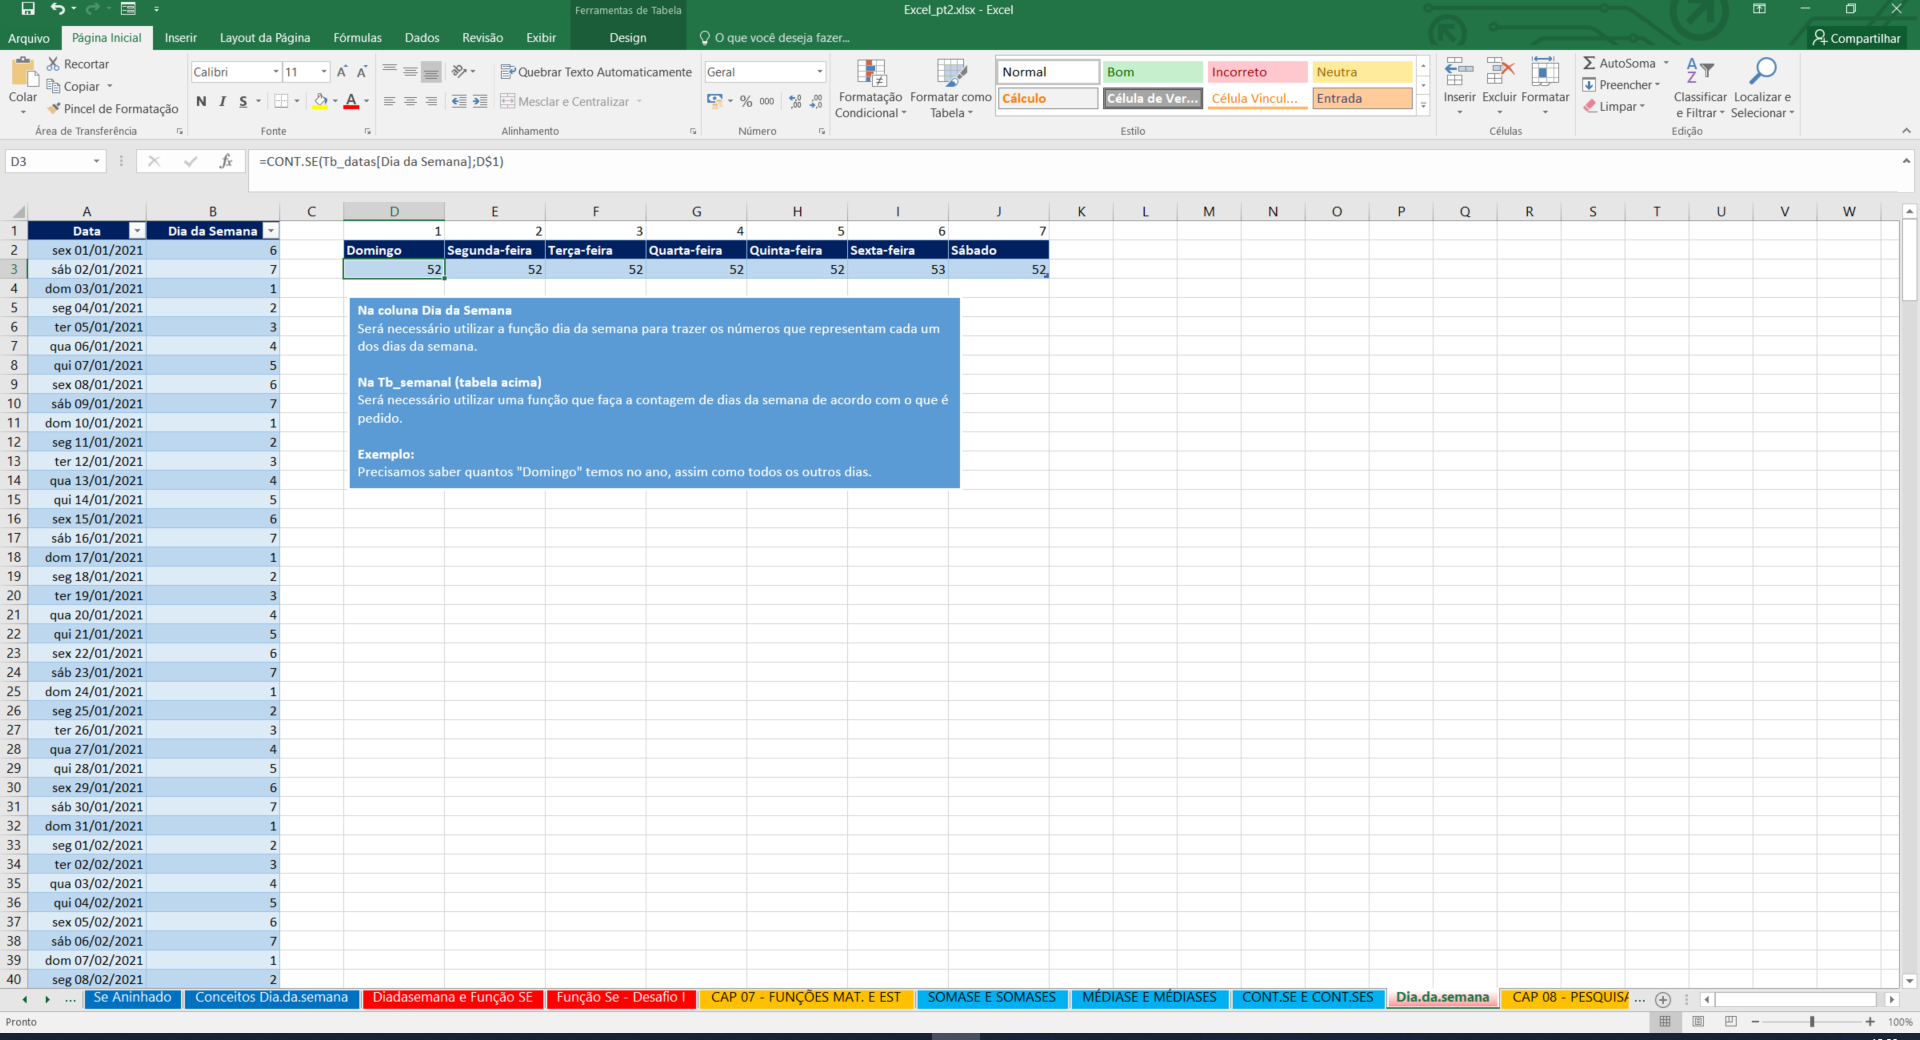 Ferramentas de Tabela
Excel_pt2.xlsx - Excel
Arquivo Página Inicial Inserir Layout da Página Fórmulas Dados Revisão Exibir Design O que você deseja fazer... Compartilhar
Colar
Recortar
Copiar
Pincel de Formatação
Área de Transferência
Calibri 11
N I S
Fonte
Quebrar Texto Automaticamente
Mesclar e Centralizar
Alinhamento
Geral
% 000
Número
Formatação Condicional
Formatar como Tabela
Normal Bom Incorreto Neutra
Cálculo Célula de Ver... Célula Vincul... Entrada
Estilo
Inserir Excluir Formatar
Células
AutoSoma
Preencher
Limpar
Classificar e Filtrar
Localizar e Selecionar
Edição
D3 fx =CONT.SE(Tb_datas[Dia da Semana];D$1)
A B C D E F G H I J K L M N O P Q R S T U V W
1 Data Dia da Semana 1 2 3 4 5 6 7
2 sex 01/01/2021 6 Domingo Segunda-feira Terça-feira Quarta-feira Quinta-feira Sexta-feira Sábado
3 sáb 02/01/2021 7 52 52 52 52 52 53 52
4 dom 03/01/2021 1
5 seg 04/01/2021 2
6 ter 05/01/2021 3
7 qua 06/01/2021 4
8 qui 07/01/2021 5
9 sex 08/01/2021 6
10 sáb 09/01/2021 7
11 dom 10/01/2021 1
12 seg 11/01/2021 2
13 ter 12/01/2021 3
14 qua 13/01/2021 4
15 qui 14/01/2021 5
16 sex 15/01/2021 6
17 sáb 16/01/2021 7
18 dom 17/01/2021 1
19 seg 18/01/2021 2
20 ter 19/01/2021 3
21 qua 20/01/2021 4
22 qui 21/01/2021 5
23 sex 22/01/2021 6
24 sáb 23/01/2021 7
25 dom 24/01/2021 1
26 seg 25/01/2021 2
27 ter 26/01/2021 3
28 qua 27/01/2021 4
29 qui 28/01/2021 5
30 sex 29/01/2021 6
31 sáb 30/01/2021 7
32 dom 31/01/2021 1
33 seg 01/02/2021 2
34 ter 02/02/2021 3
35 qua 03/02/2021 4
36 qui 04/02/2021 5
37 sex 05/02/2021 6
38 sáb 06/02/2021 7
39 dom 07/02/2021 1
40 seg 08/02/2021 2
Na coluna Dia da Semana
Será necessário utilizar a função dia da semana para trazer os números que representam cada um
dos dias da semana.
Na Tb_semanal (tabela acima)
Será necessário utilizar uma função que faça a contagem de dias da semana de acordo com o que é
pedido.
Exemplo:
Precisamos saber quantos "Domingo" temos no ano, assim como todos os outros dias.
... Se Aninhado Conceitos Dia.da.semana Diadasemana e Função SE Função Se - Desafio I CAP 07 - FUNÇÕES MAT. E EST SOMASE E SOMASES MÉDIASE E MÉDIASES CONT.SE E CONT.SES Dia.da.semana CAP 08 - PESQUISA ...
Pronto 100%